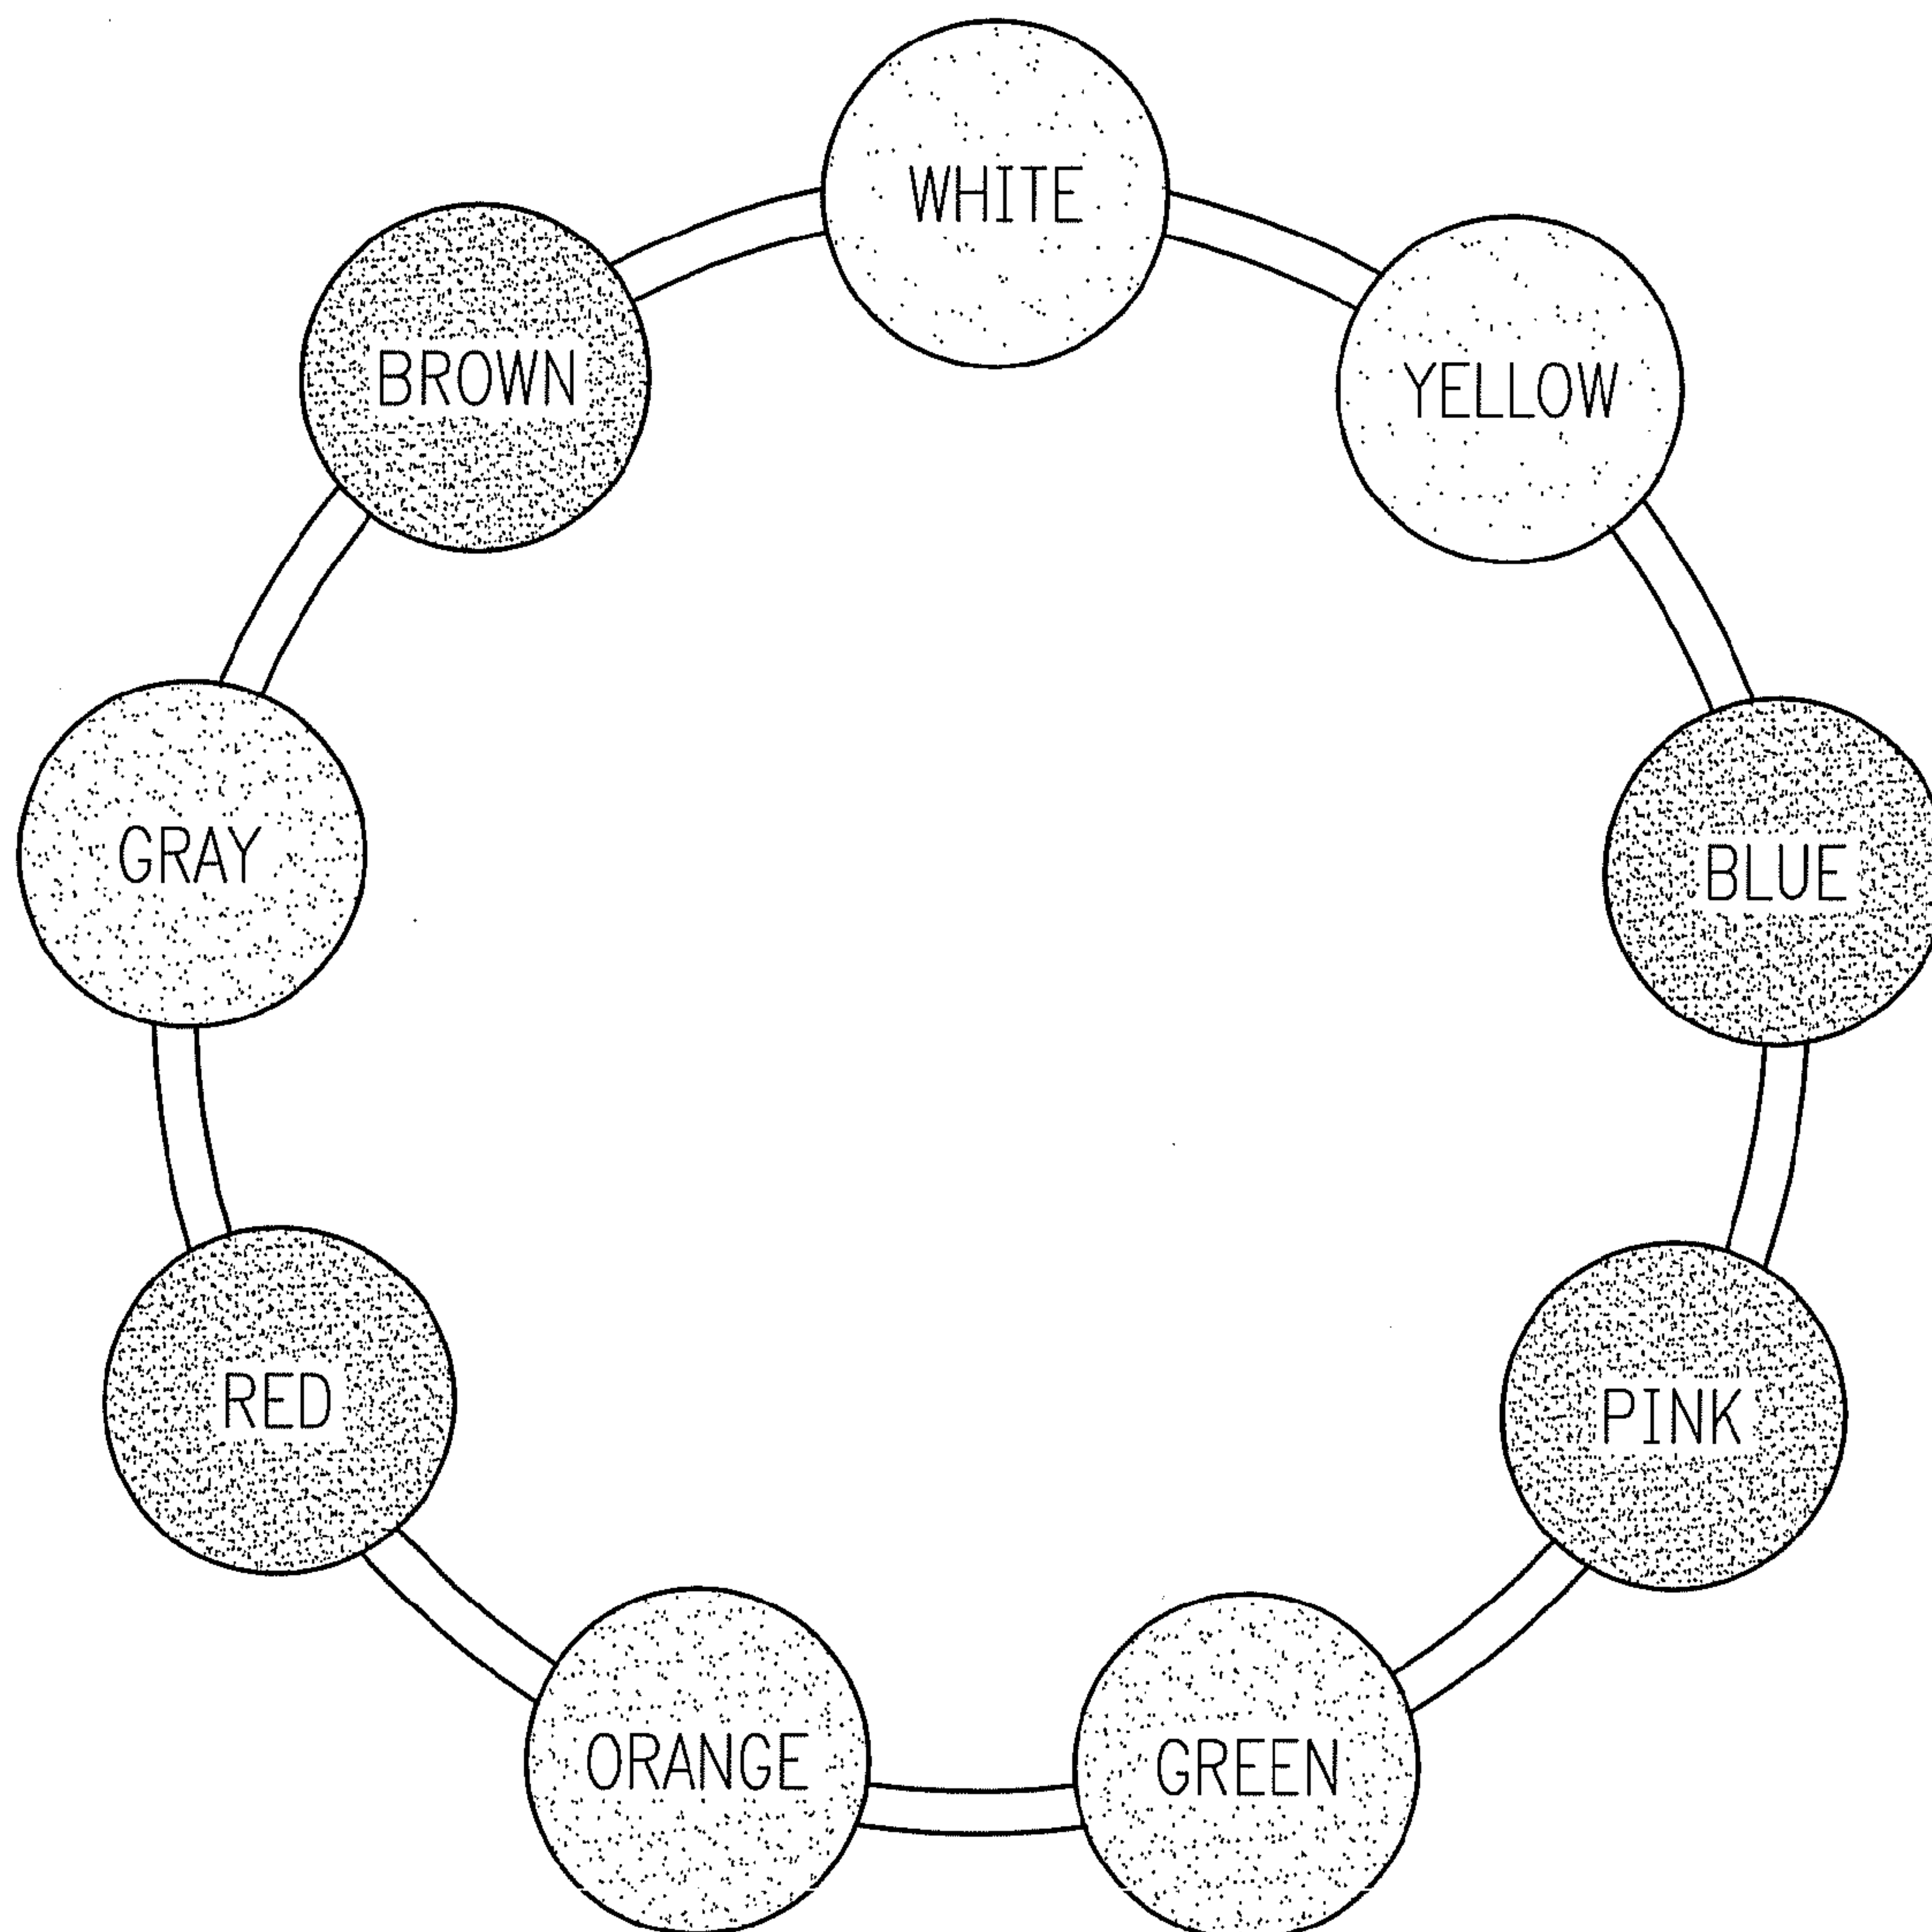 WHITE
BROWN
YELLOW
GRAY
BLUE
RED
PINK
ORANGE
GREEN